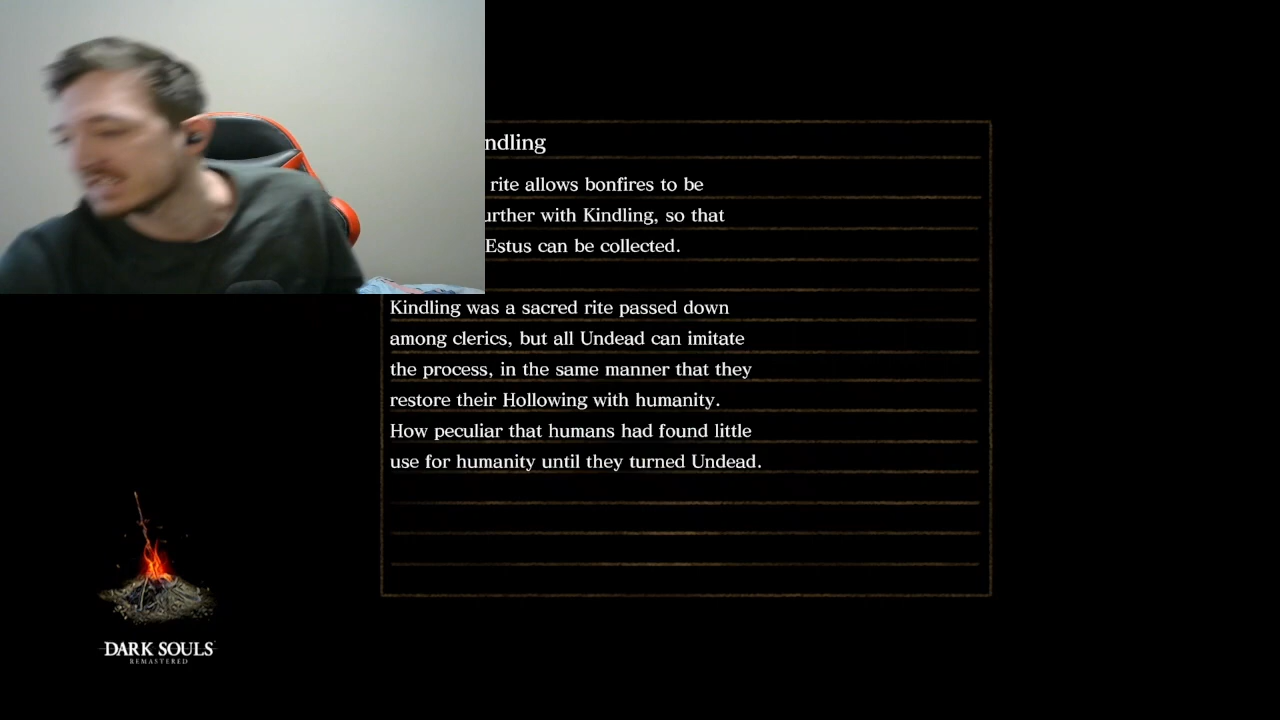 ndling
rite allows bonfires to be
urther with Kindling, so that
Estus can be collected.
Kindling was a sacred rite passed down
among clerics, but all Undead can imitate
the process, in the same manner that they
restore their Hollowing with humanity.
How peculiar that humans had found little
use for humanity until they turned Undead.
DARK SOULS
REMASTERED